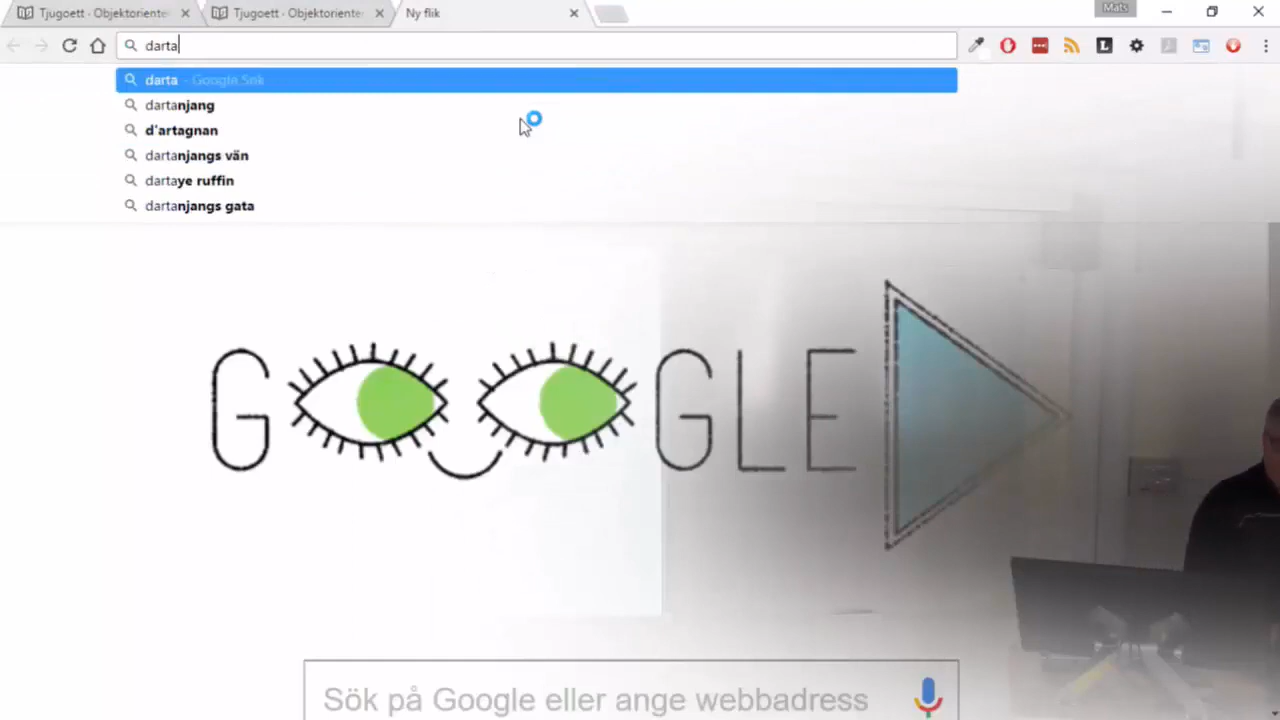 Tjugoett - Objektoriente
Tjugoett - Objektoriente
Ny flik
Mats
darta
darta - Google Sök
dartanjang
d'artagnan
dartanjangs vän
dartaye ruffin
dartanjangs gata
G GLE
Sök på Google eller ange webbadress